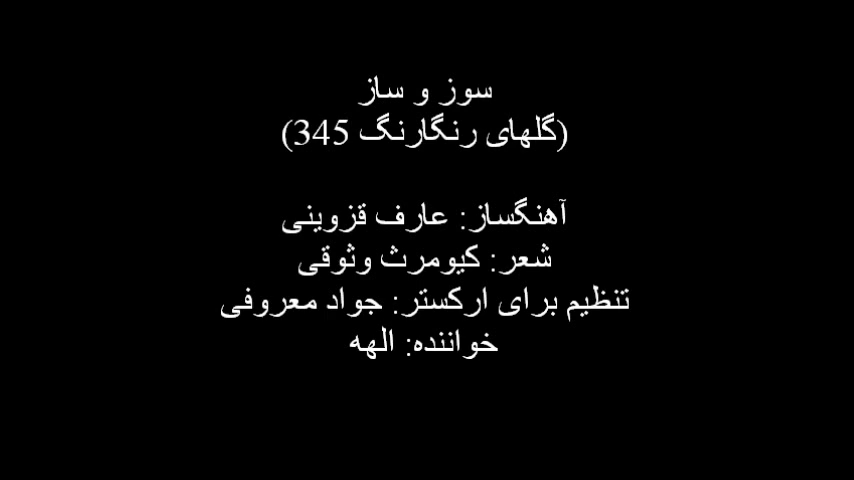 سوز و ساز
(گلهای رنگارنگ 345)
آهنگساز: عارف قزوینی
شعر: کیومرث وثوقی
تنظیم برای ارکستر: جواد معروفی
خواننده: الهه